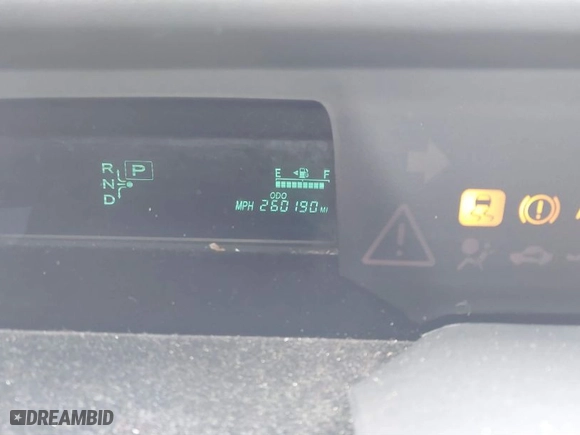 R P
N
D
E F
ODO
MPH 260190 MI
DREAMBID